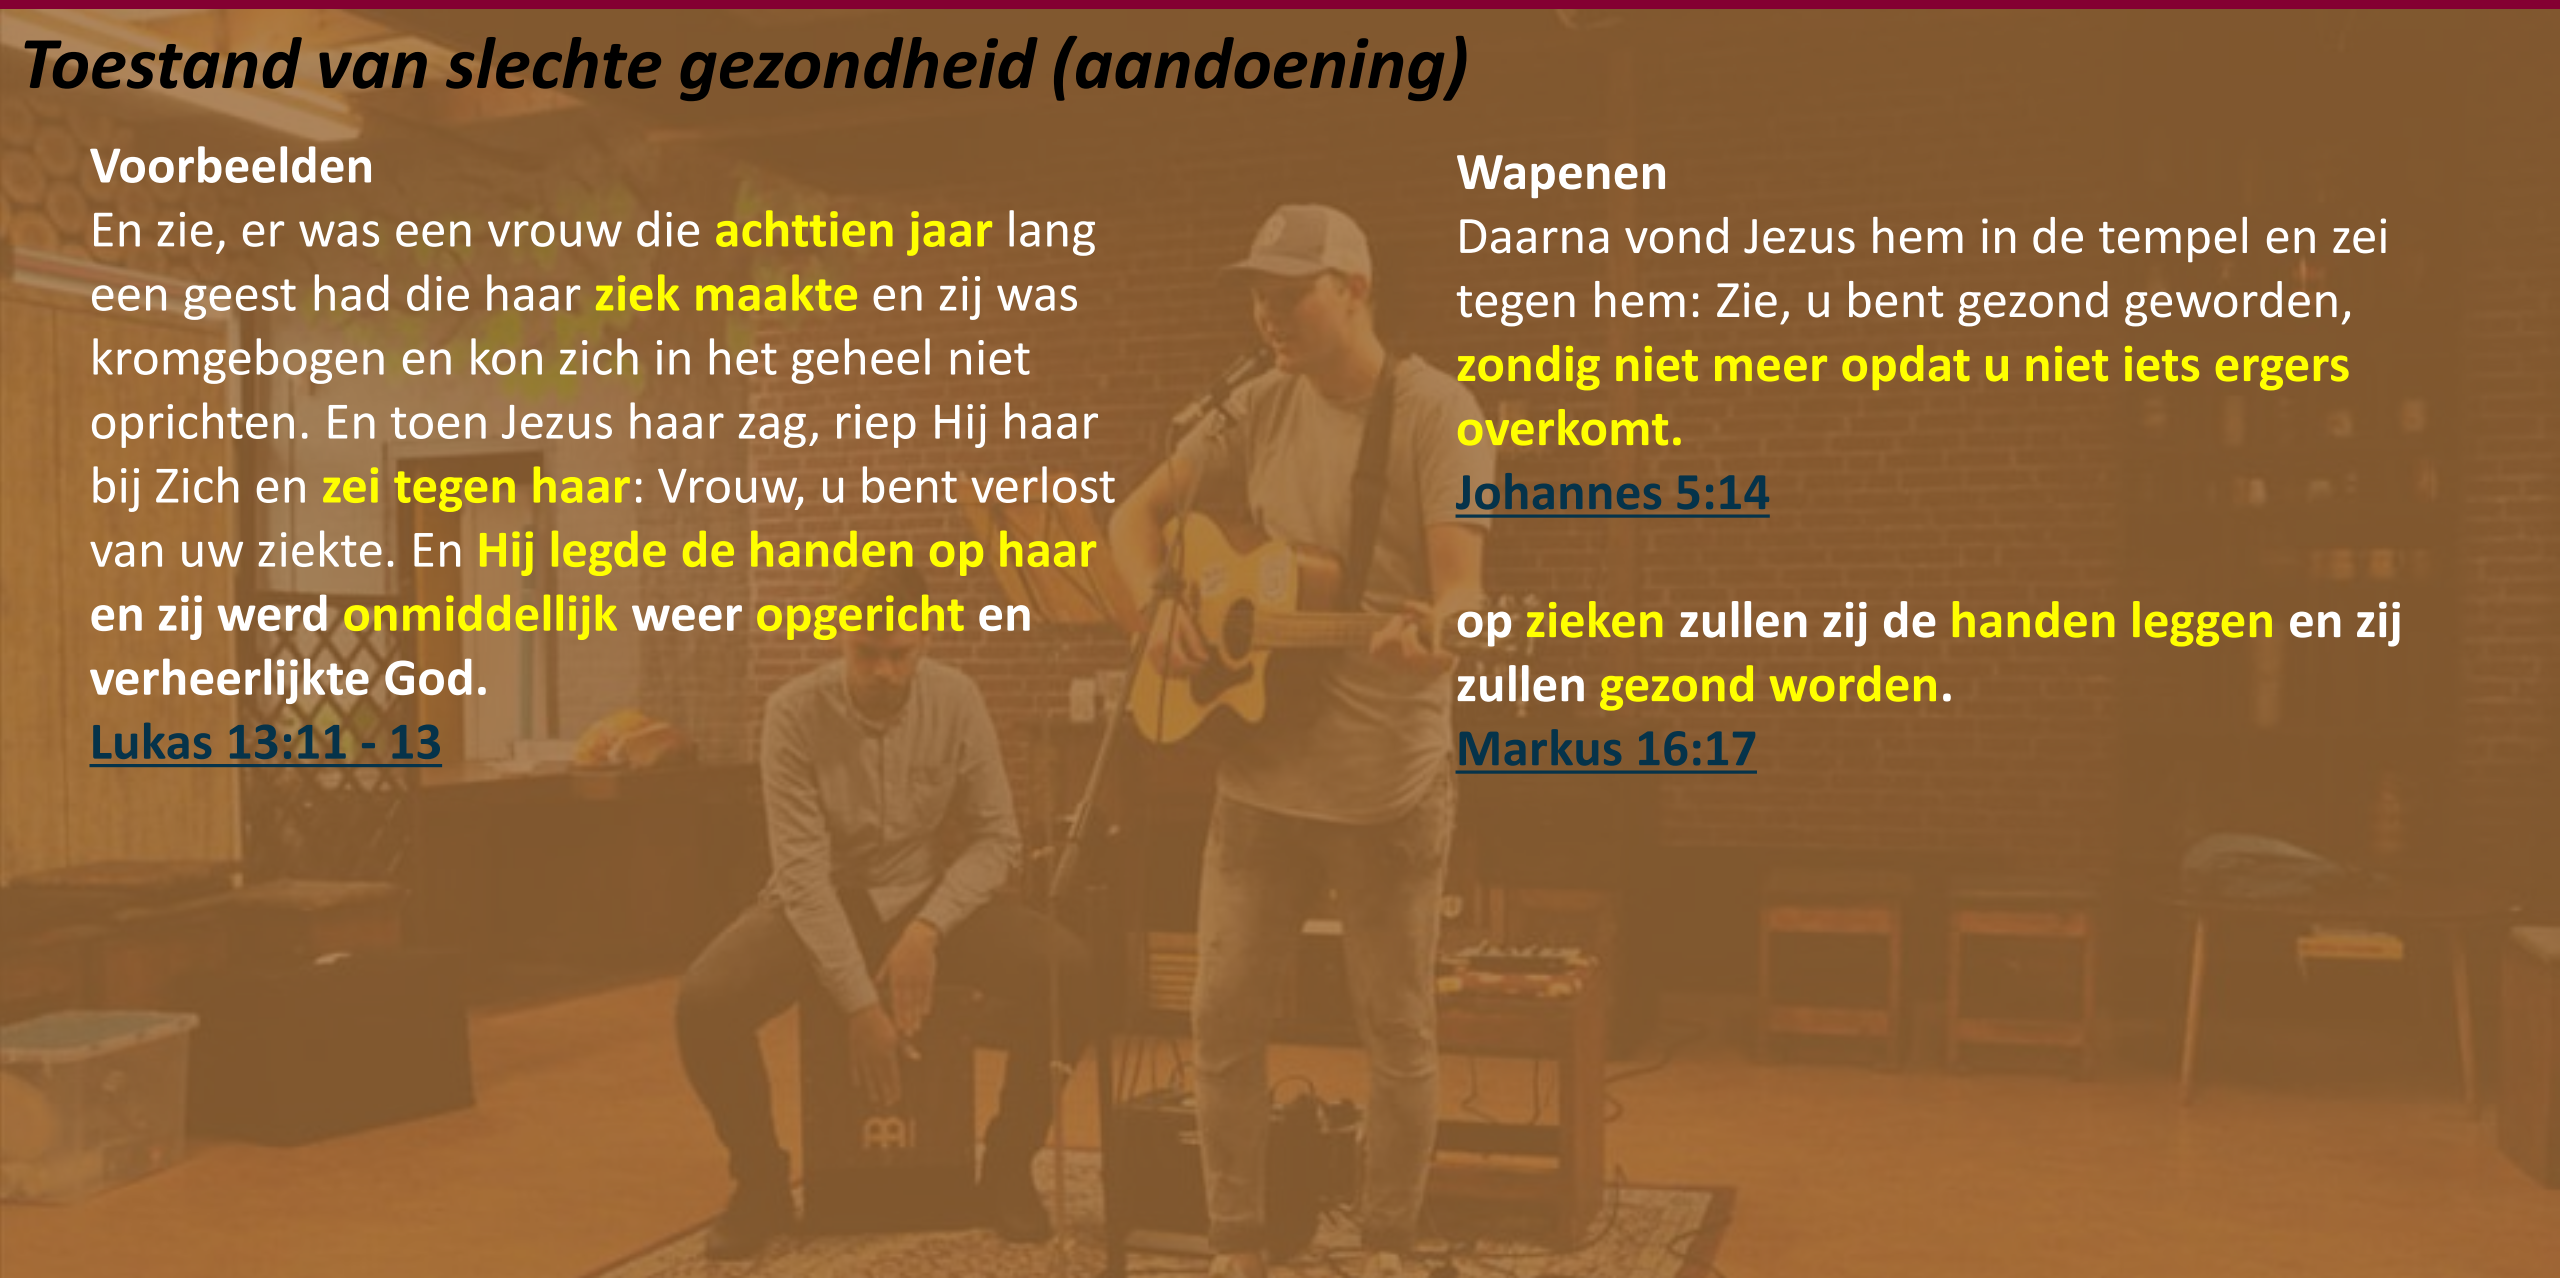 Toestand van slechte gezondheid (aandoening)
Voorbeelden
En zie, er was een vrouw die achttien jaar lang
een geest had die haar ziek maakte en zij was
kromgebogen en kon zich in het geheel niet
oprichten. En toen Jezus haar zag, riep Hij haar
bij Zich en zei tegen haar: Vrouw, u bent verlost
van uw ziekte. En Hij legde de handen op haar
en zij werd onmiddellijk weer opgericht en
verheerlijkte God.
Lukas 13:11 - 13
Wapenen
Daarna vond Jezus hem in de tempel en zei
tegen hem: Zie, u bent gezond geworden,
zondig niet meer opdat u niet iets ergers
overkomt.
Johannes 5:14
op zieken zullen zij de handen leggen en zij
zullen gezond worden.
Markus 16:17